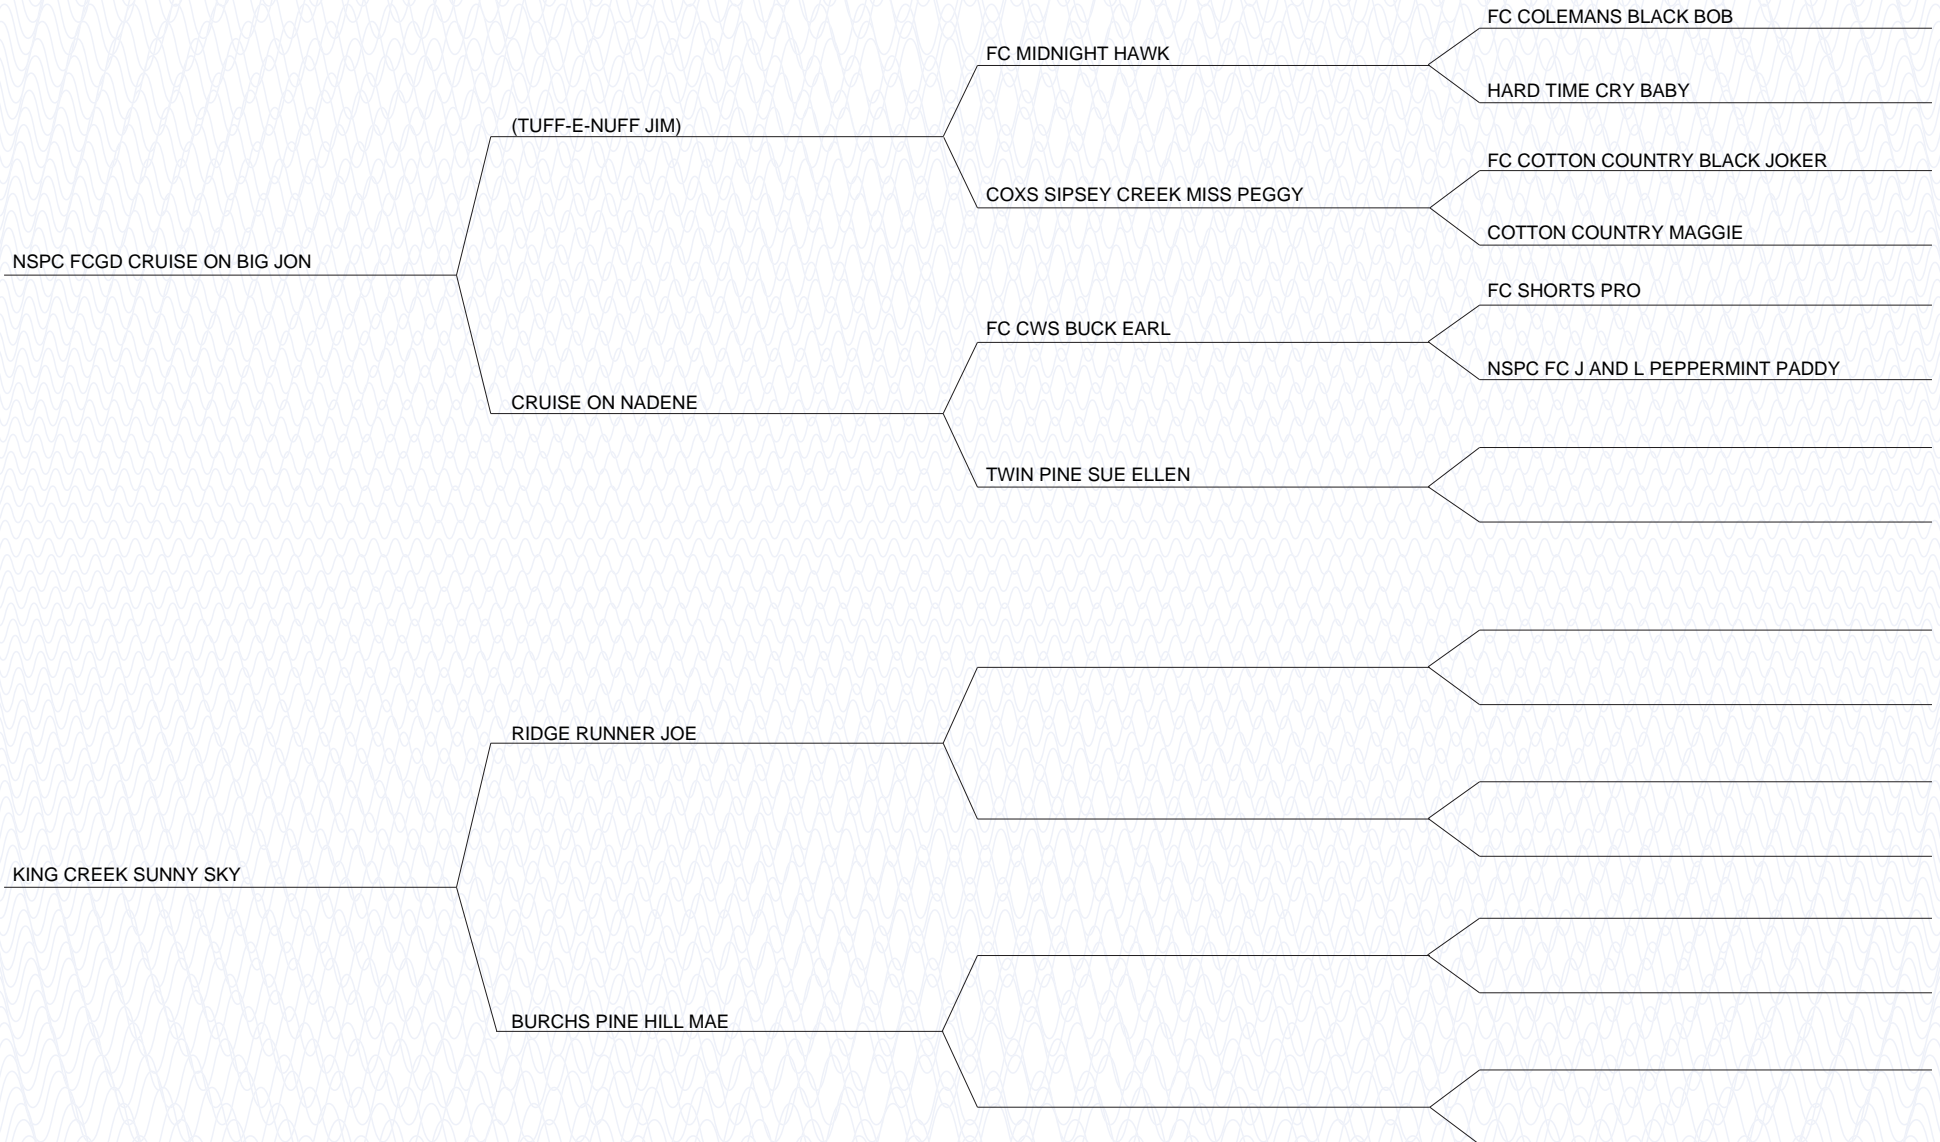 FC COLEMANS BLACK BOB
FC MIDNIGHT HAWK
HARD TIME CRY BABY
(TUFF-E-NUFF JIM)
FC COTTON COUNTRY BLACK JOKER
COXS SIPSEY CREEK MISS PEGGY
COTTON COUNTRY MAGGIE
NSPC FCGD CRUISE ON BIG JON
FC SHORTS PRO
FC CWS BUCK EARL
NSPC FC J AND L PEPPERMINT PADDY
CRUISE ON NADENE
TWIN PINE SUE ELLEN
RIDGE RUNNER JOE
KING CREEK SUNNY SKY
BURCHS PINE HILL MAE